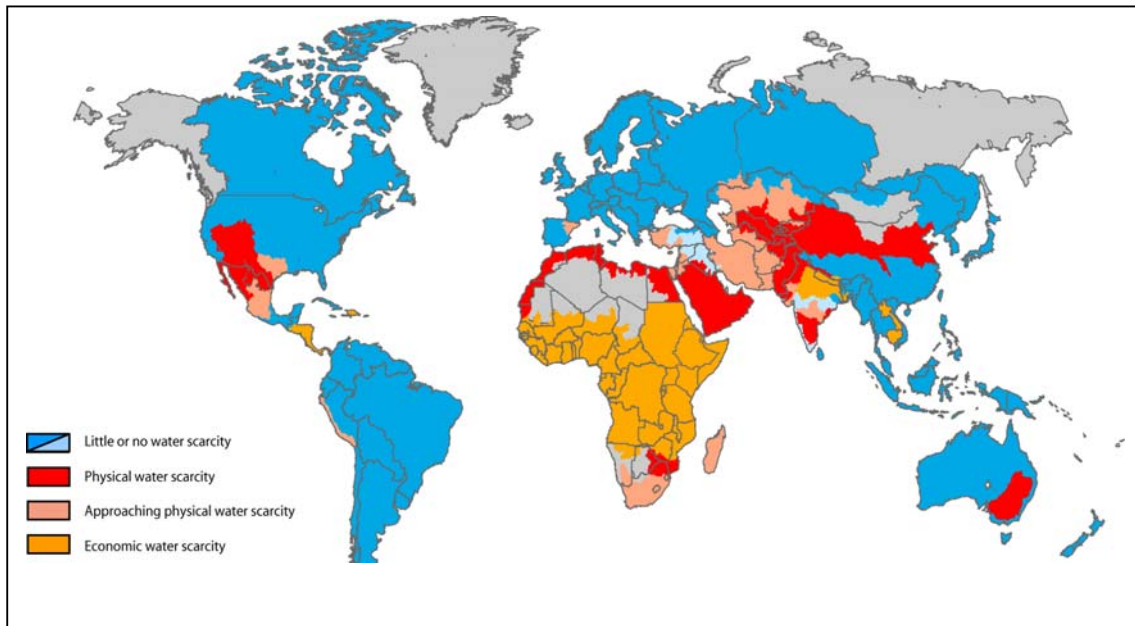 Little or no water scarcity
Physical water scarcity
Approaching physical water scarcity
Economic water scarcity